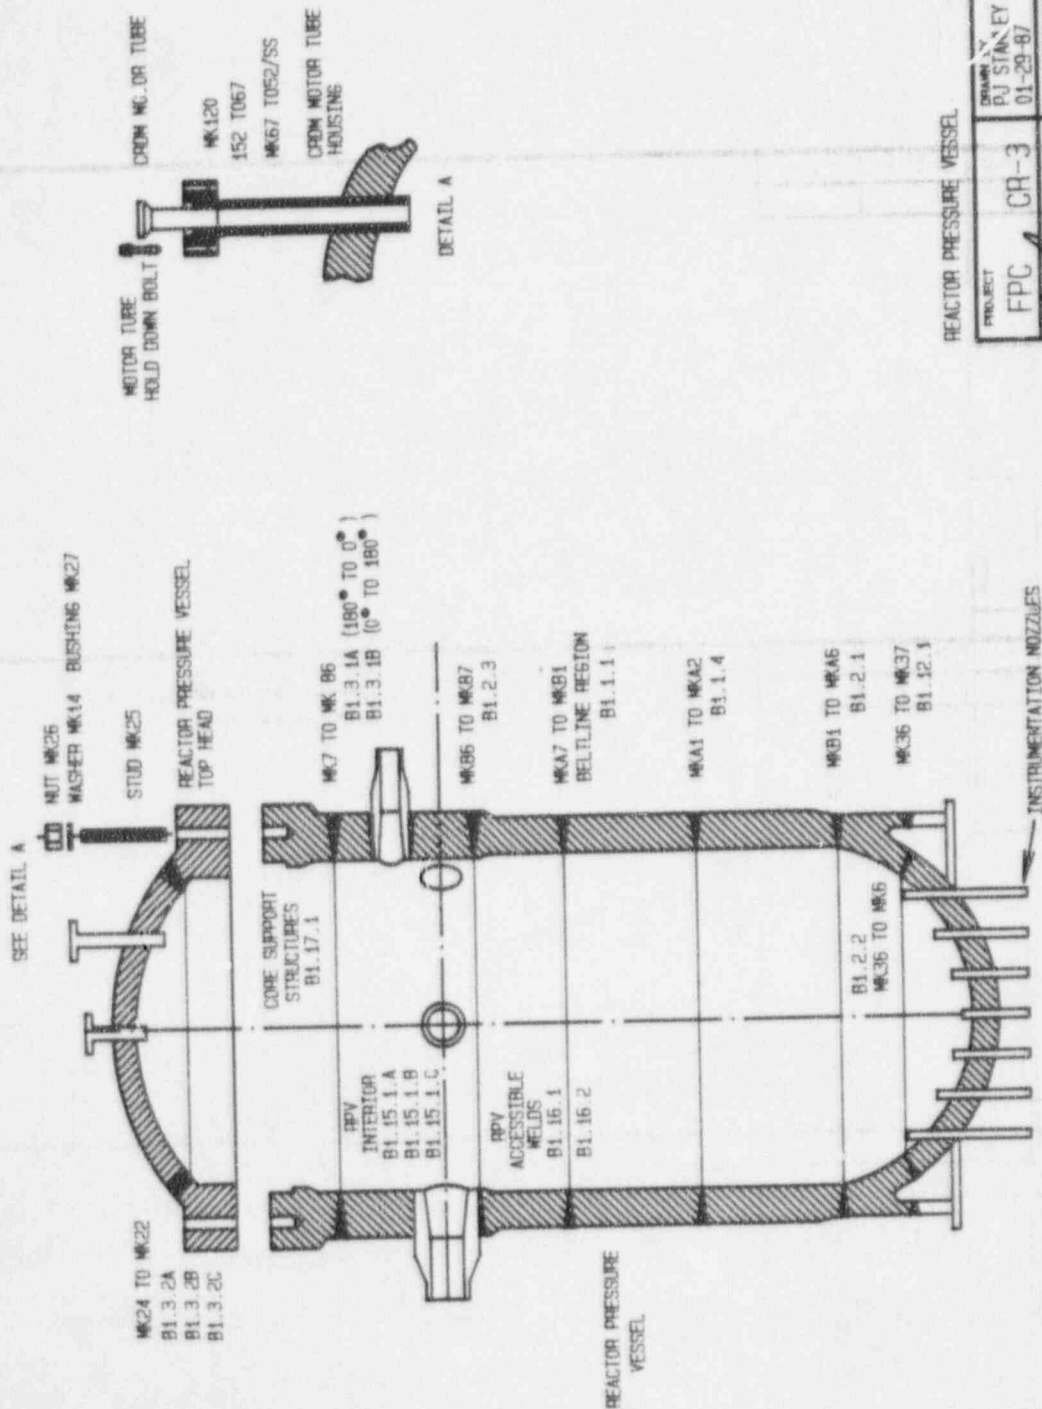 SEE DETAIL A
NUT MK26
WASHER MK14 BUSHING MK27
STUD MK25
REACTOR PRESSURE VESSEL
TOP HEAD
MK24 TO MK22
B1.3.2A
B1.3.2B
B1.3.2C
CORE SUPPORT
STRUCTURES
B1.17.1
MK7 TO MK B6
B1.3.1A (180° TO 0°)
B1.3.1B (0° TO 180°)
RPV
INTERIOR
B1.15.1.A
B1.15.1.B
B1.15.1.C
MKB6 TO MKB7
B1.2.3
RPV
ACCESSIBLE
WELDS
B1.16.1
B1.16.2
MKA7 TO MKB1
BELTLINE REGION
B1.1.1
MKA1 TO MKA2
B1.1.4
REACTOR PRESSURE
VESSEL
MKB1 TO MKA6
B1.2.1
B1.2.2
MK36 TO MK6
MK36 TO MK37
B1.12.1
INSTRUMENTATION NOZZLES
MOTOR TUBE
HOLD DOWN BOLT
CRDM TUBE
MK120
152 TO67
MK67 TO52/SS
CRDM MOTOR TUBE
HOUSING
DETAIL A
REACTOR PRESSURE VESSEL
PROJECT
FPC CR-3
DRAWN BY
PJ STANLEY
01-29-87